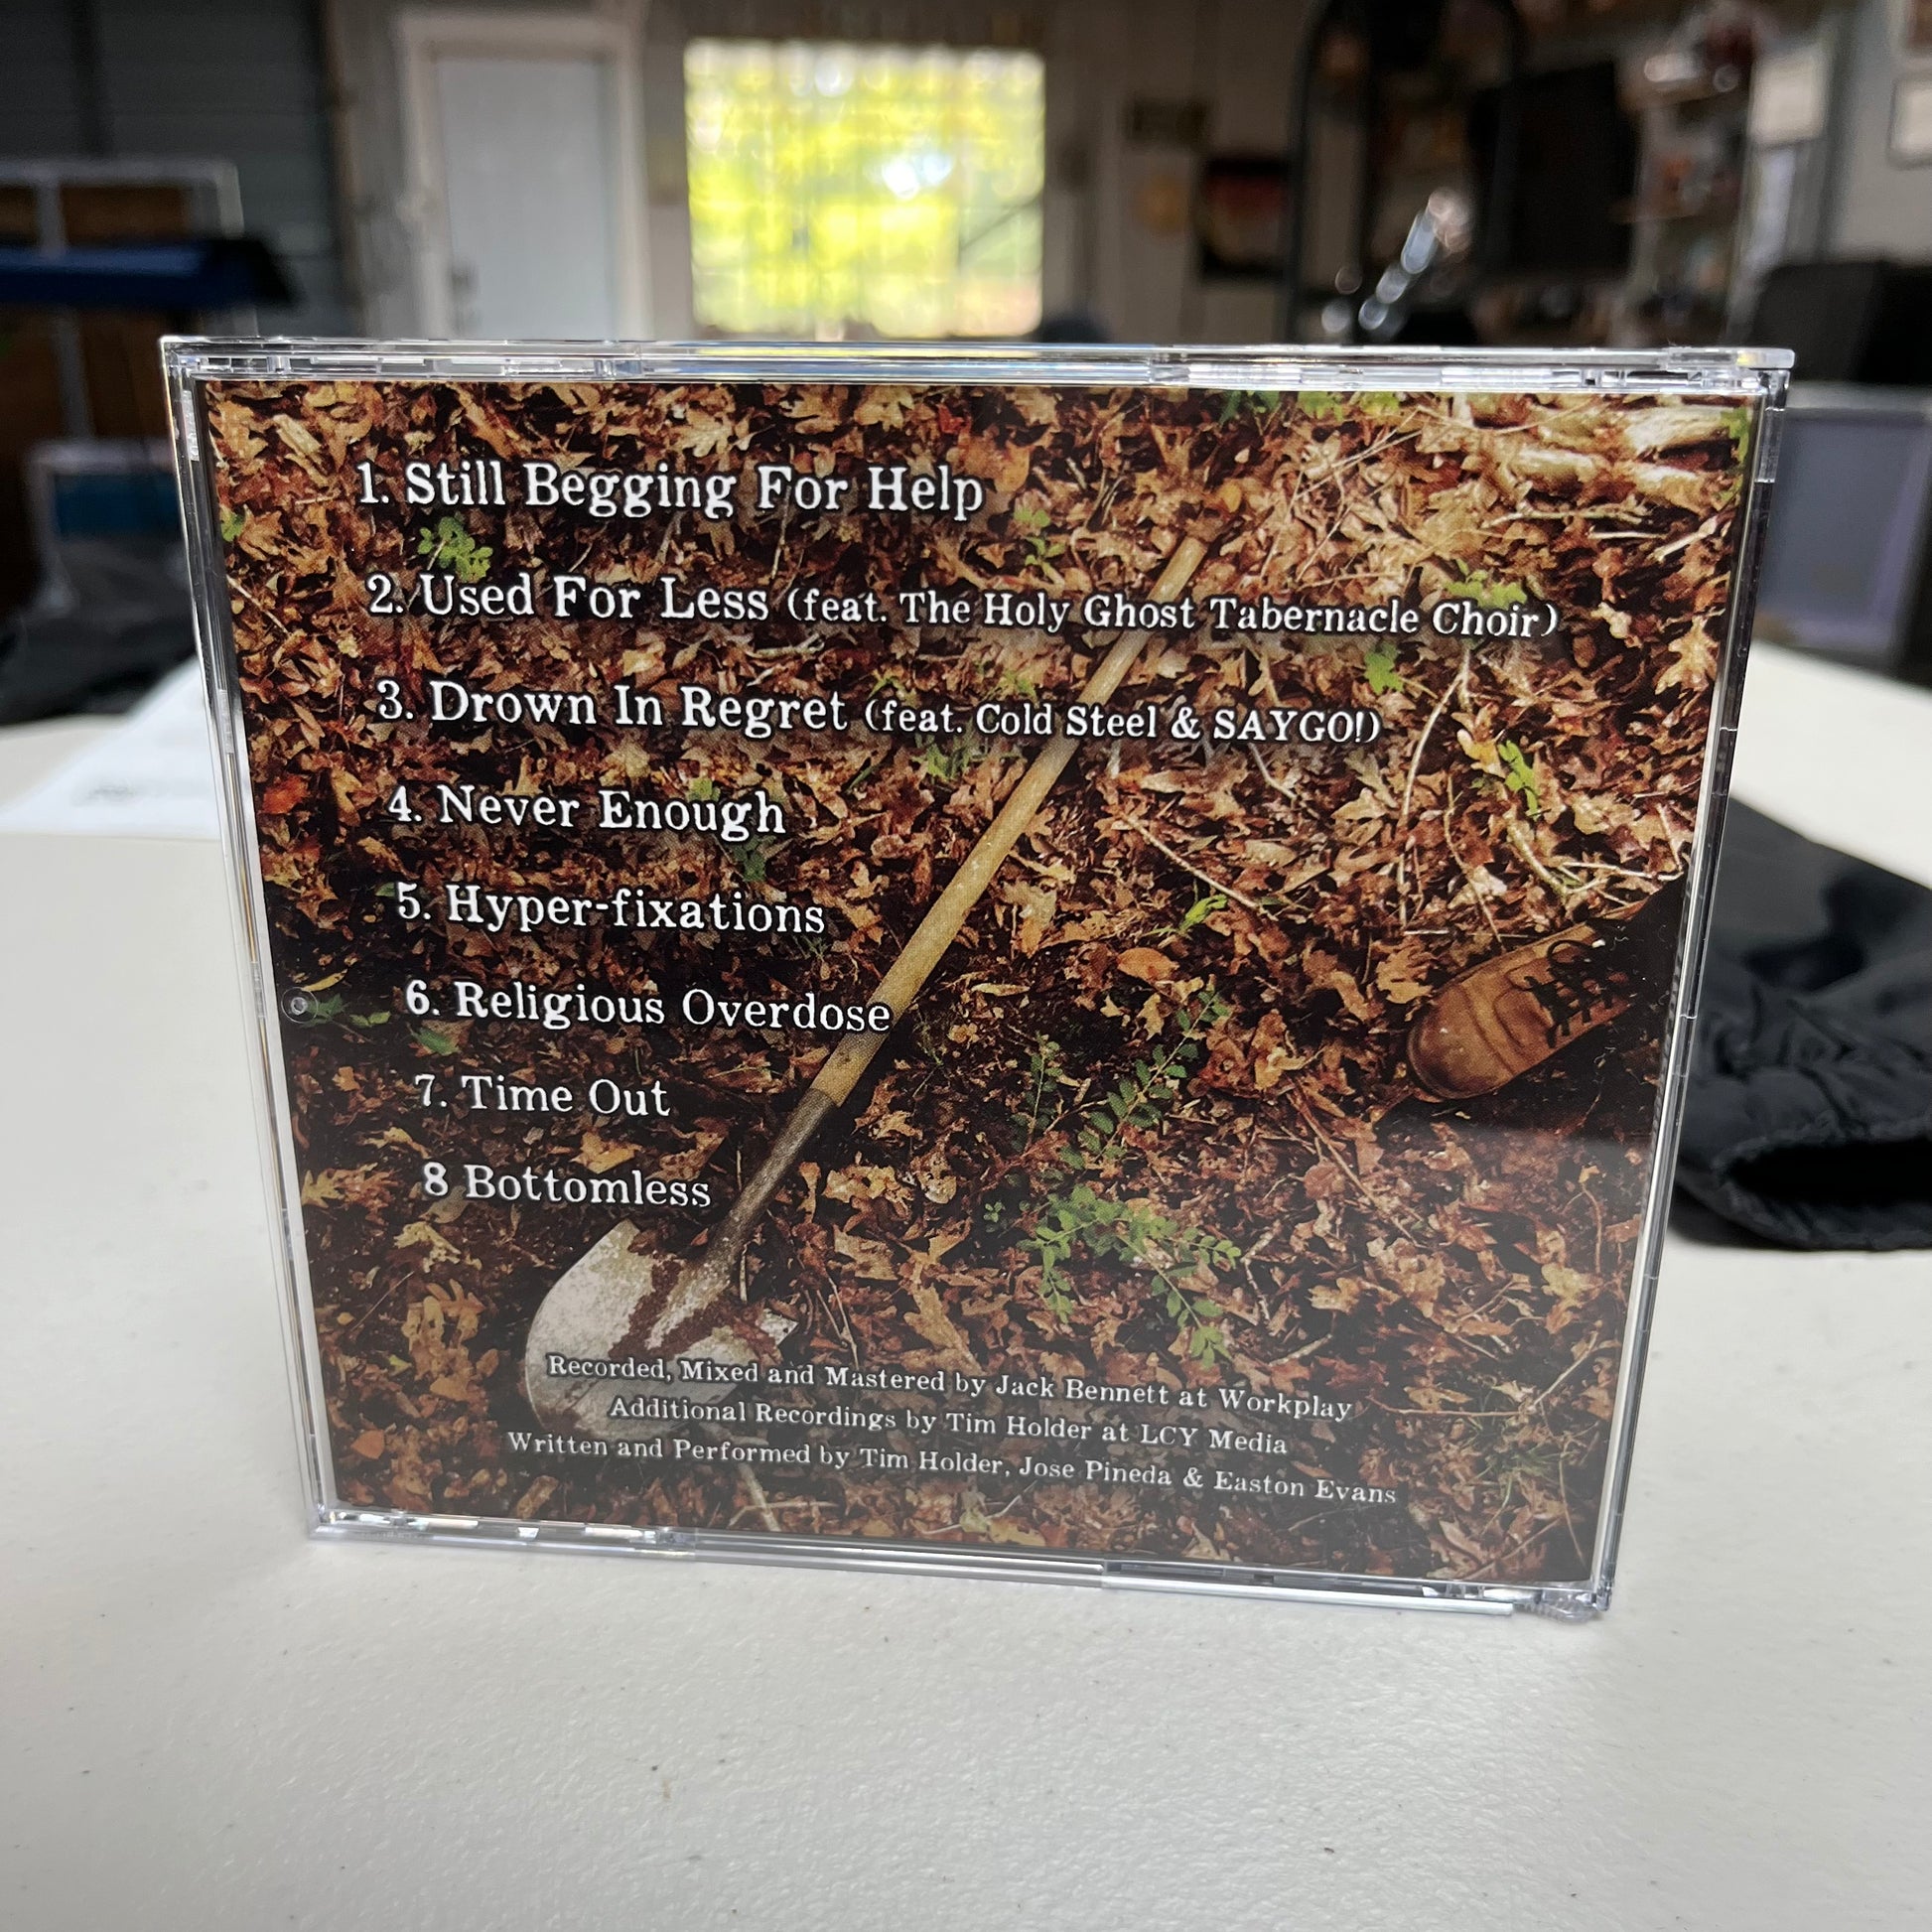 1. Still Begging For Help
2. Used For Less (feat. The Holy Ghost Tabernacle Choir)
3. Drown In Regret (feat. Cold Steel & SAYGO!)
4. Never Enough
5. Hyper-fixations
6. Religious Overdose
7. Time Out
8 Bottomless
Recorded, Mixed and Mastered by Jack Bennett at Workplay
Additional Recordings by Tim Holder at LCY Media
Written and Performed by Tim Holder, Jose Pineda & Easton Evans